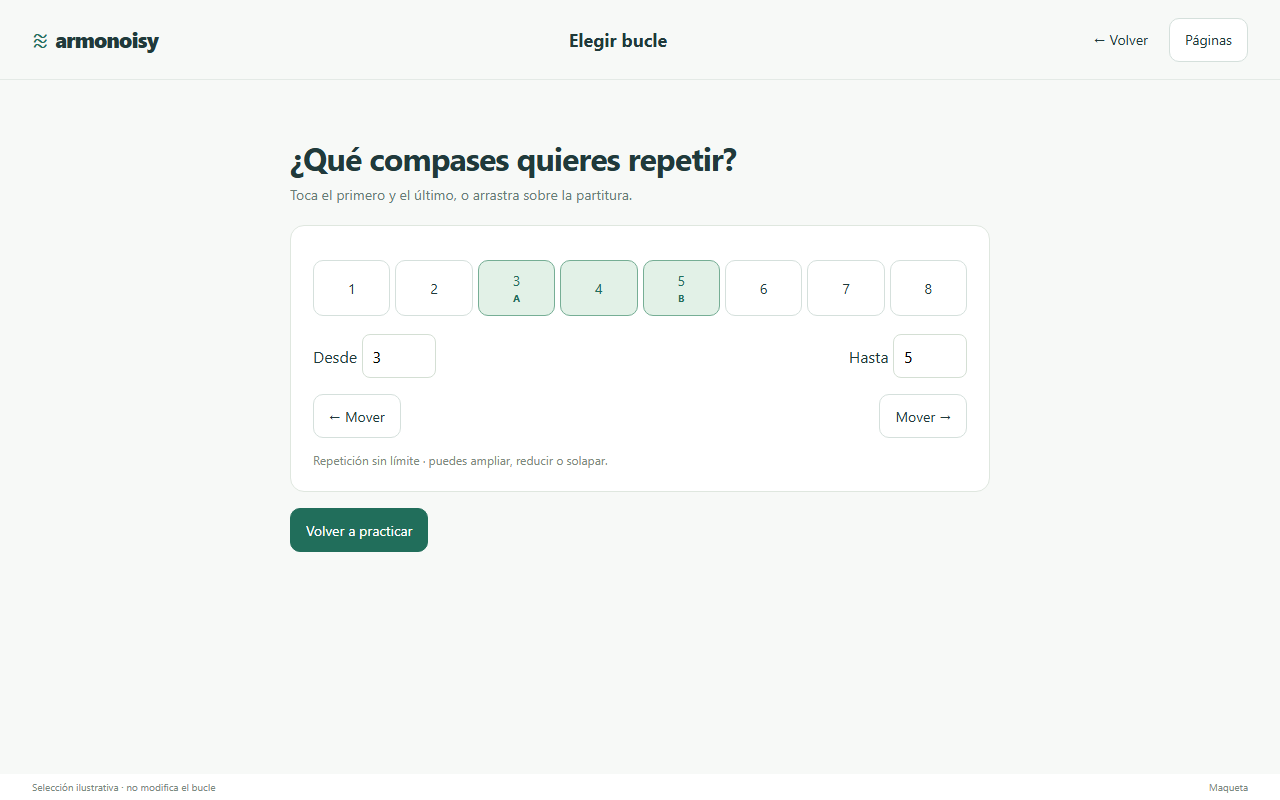 armonoisy
Elegir bucle
← Volver
Páginas
¿Qué compases quieres repetir?
Toca el primero y el último, o arrastra sobre la partitura.
1
2
3
A
4
5
B
6
7
8
Desde 3
Hasta 5
← Mover
Mover →
Repetición sin límite · puedes ampliar, reducir o solapar.
Volver a practicar
Selección ilustrativa · no modifica el bucle
Maqueta